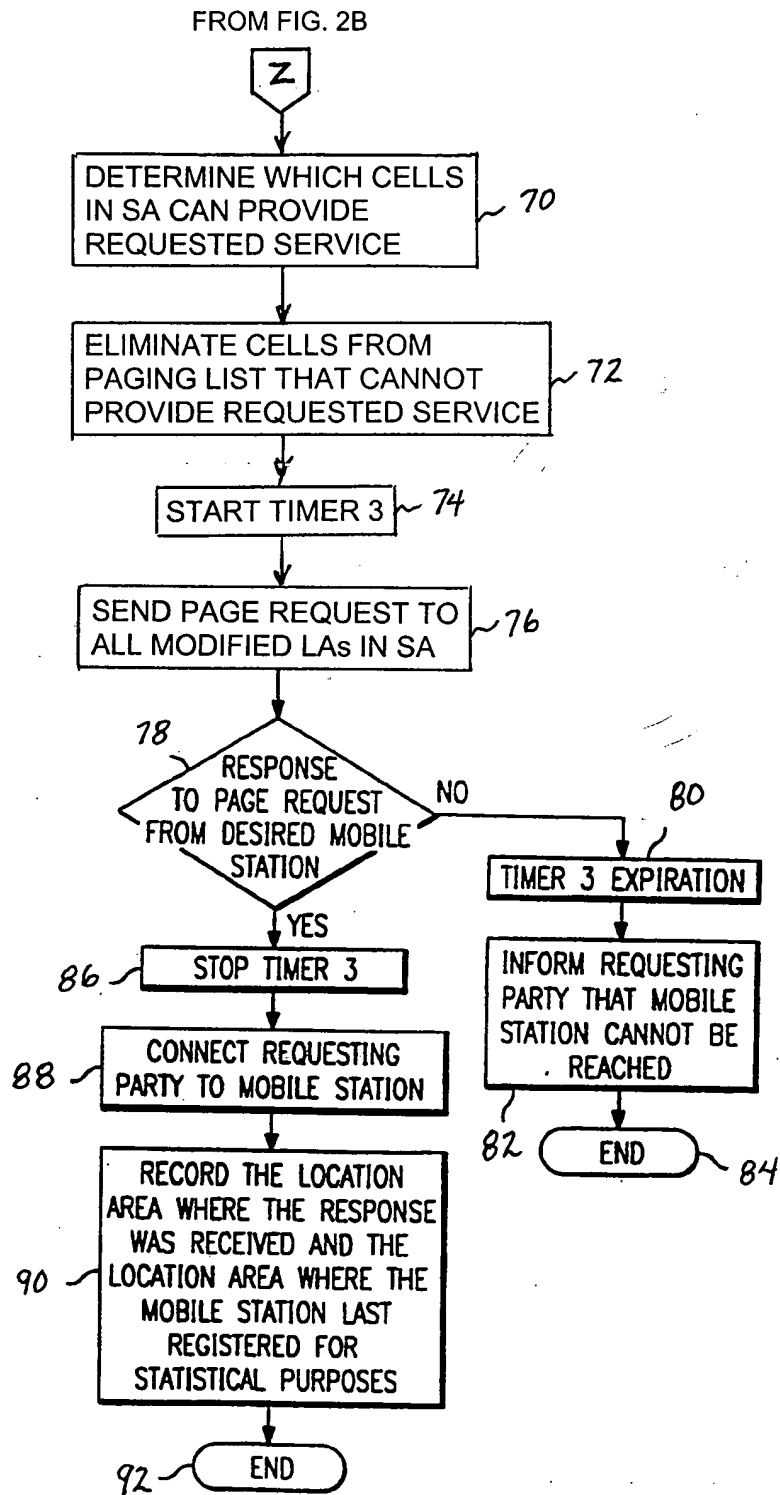 FROM FIG. 2B
Z
DETERMINE WHICH CELLS
IN SA CAN PROVIDE
REQUESTED SERVICE
70
ELIMINATE CELLS FROM
PAGING LIST THAT CANNOT
PROVIDE REQUESTED SERVICE
72
START TIMER 3
74
SEND PAGE REQUEST TO
ALL MODIFIED LAs IN SA
76
78
RESPONSE
TO PAGE REQUEST
FROM DESIRED MOBILE
STATION
NO
80
TIMER 3 EXPIRATION
INFORM REQUESTING
PARTY THAT MOBILE
STATION CANNOT BE
REACHED
82
END
84
YES
86
STOP TIMER 3
88
CONNECT REQUESTING
PARTY TO MOBILE STATION
90
RECORD THE LOCATION
AREA WHERE THE RESPONSE
WAS RECEIVED AND THE
LOCATION AREA WHERE THE
MOBILE STATION LAST
REGISTERED FOR
STATISTICAL PURPOSES
92
END